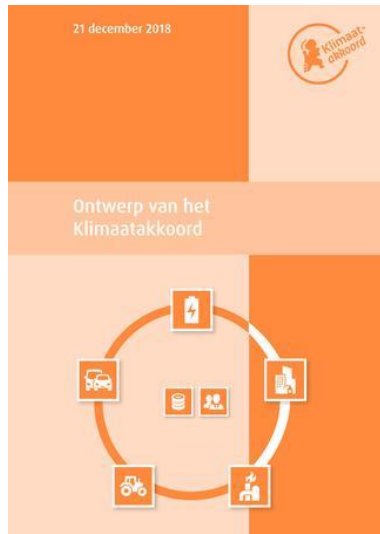 21 december 2018
Klimaat-
akkoord
Ontwerp van het
Klimaatakkoord